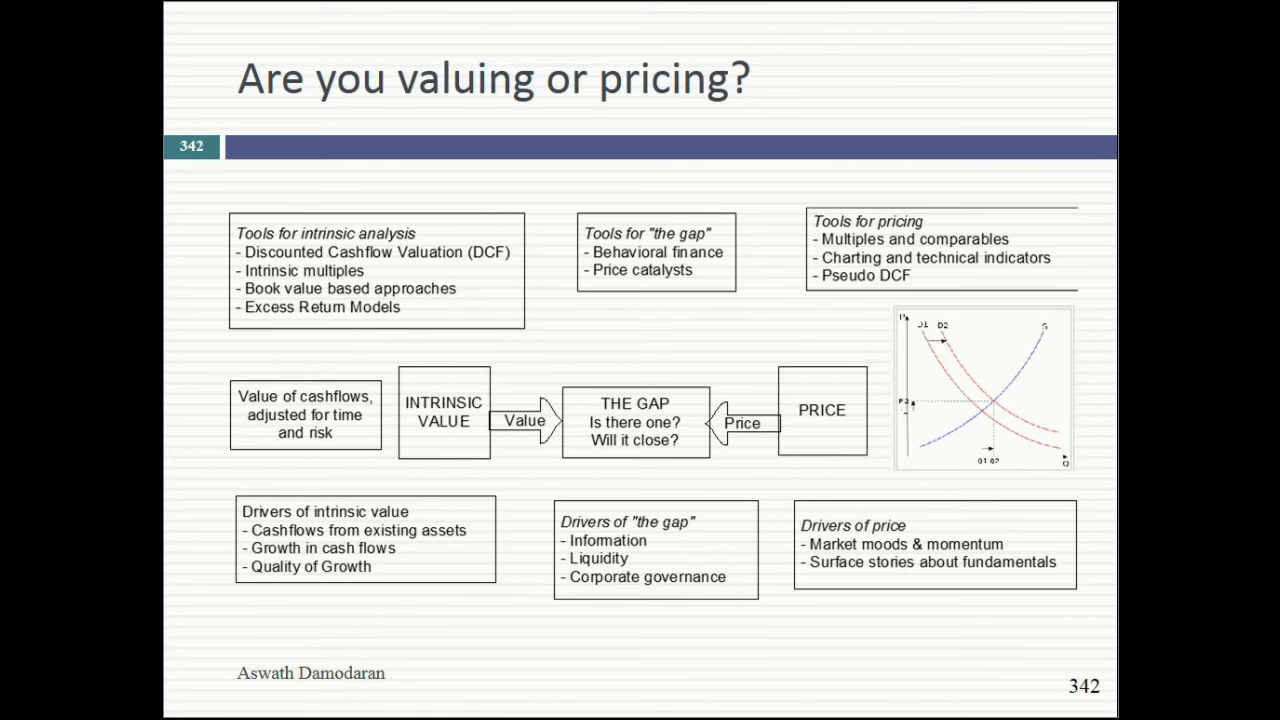 Are you valuing or pricing?
342
Tools for intrinsic analysis
- Discounted Cashflow Valuation (DCF)
- Intrinsic multiples
- Book value based approaches
- Excess Return Models
Tools for "the gap"
- Behavioral finance
- Price catalysts
Tools for pricing
- Multiples and comparables
- Charting and technical indicators
- Pseudo DCF
D1 D2
S
Value of cashflows,
adjusted for time
and risk
INTRINSIC
VALUE
Value
THE GAP
Is there one?
Will it close?
Price
PRICE
P2
Q1 Q2
Q
Drivers of intrinsic value
- Cashflows from existing assets
- Growth in cash flows
- Quality of Growth
Drivers of "the gap"
- Information
- Liquidity
- Corporate governance
Drivers of price
- Market moods & momentum
- Surface stories about fundamentals
Aswath Damodaran
342